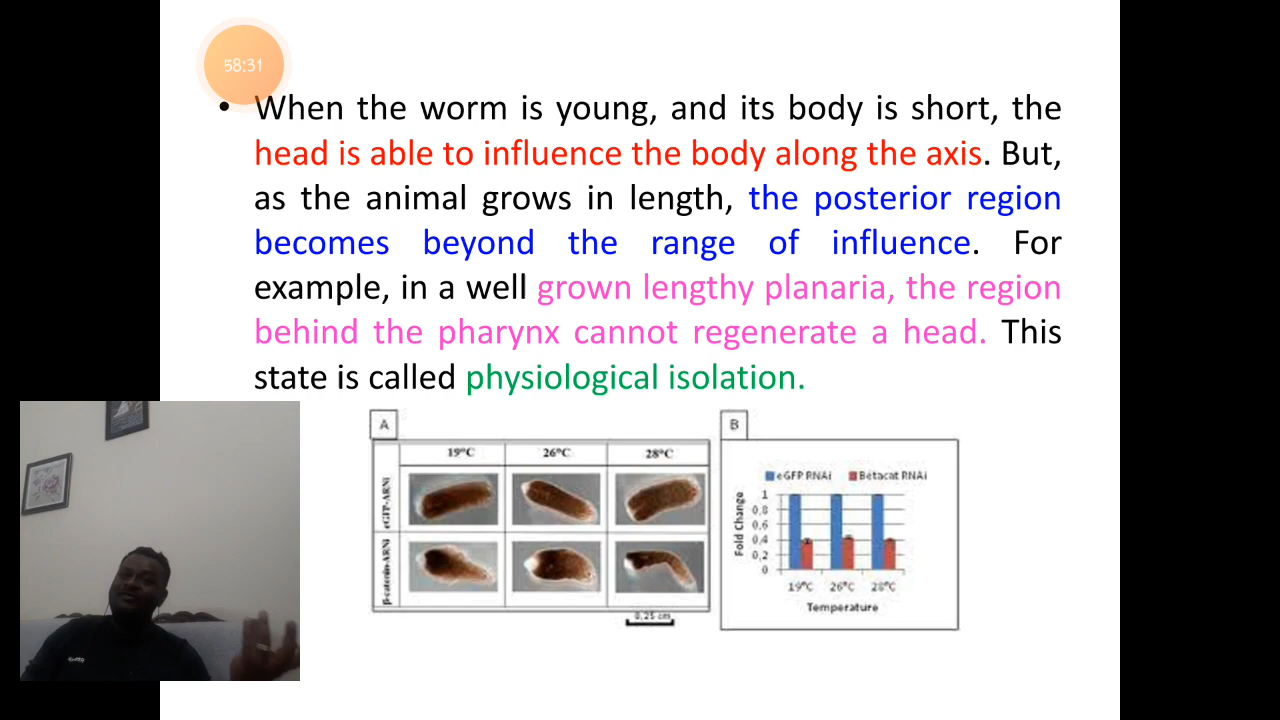 58:31
• When the worm is young, and its body is short, the
head is able to influence the body along the axis. But,
as the animal grows in length, the posterior region
becomes beyond the range of influence. For
example, in a well grown lengthy planaria, the region
behind the pharynx cannot regenerate a head. This
state is called physiological isolation.
A
19°C 26°C 28°C
eGFP-ARNi
β-catenin-ARNi
0,25 cm
B
eGFP RNAi Betacat RNAi
Fold Change
1
0,8
0,6
0,4
0,2
0
19°C 26°C 28°C
Temperature